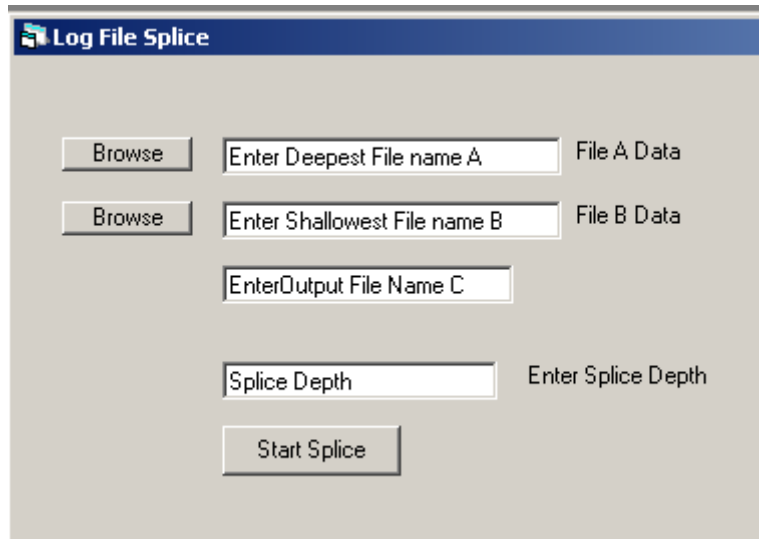 Log File Splice
Browse Enter Deepest File name A File A Data
Browse Enter Shallowest File name B File B Data
EnterOutput File Name C
Splice Depth Enter Splice Depth
Start Splice